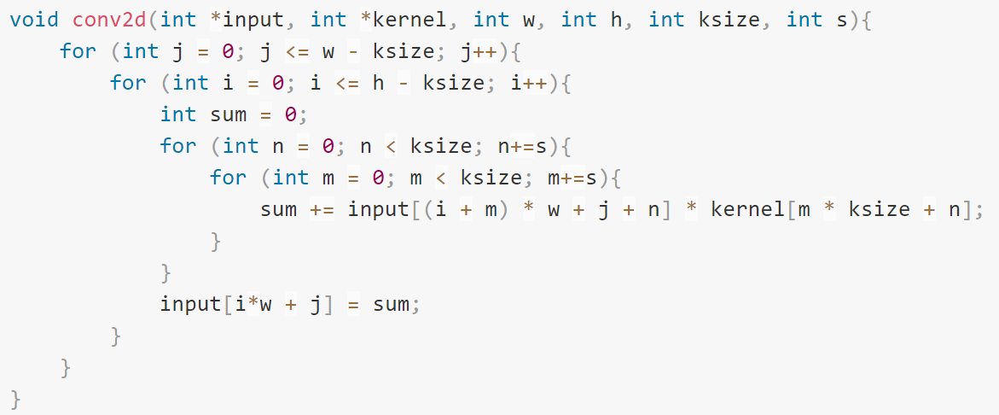 void conv2d(int *input, int *kernel, int w, int h, int ksize, int s){
    for (int j = 0; j <= w - ksize; j++){
        for (int i = 0; i <= h - ksize; i++){
            int sum = 0;
            for (int n = 0; n < ksize; n+=s){
                for (int m = 0; m < ksize; m+=s){
                    sum += input[(i + m) * w + j + n] * kernel[m * ksize + n];
                }
            }
            input[i*w + j] = sum;
        }
    }
}